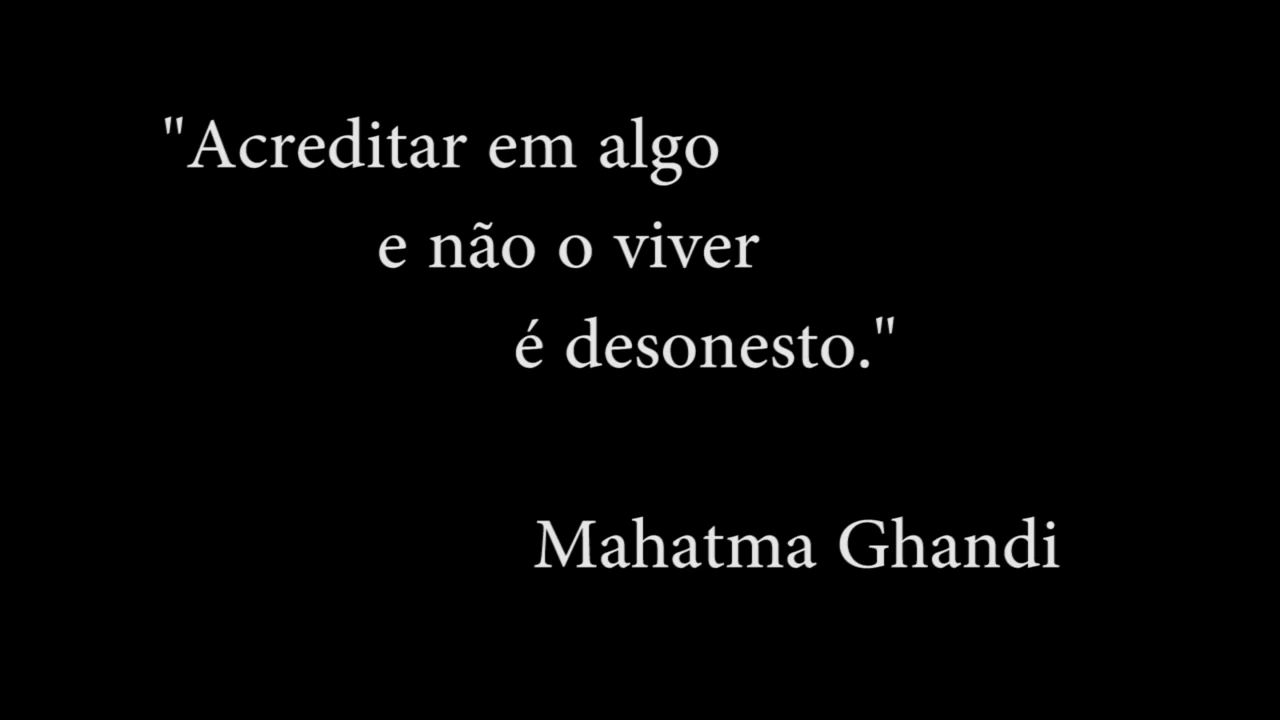 "Acreditar em algo
e não o viver
é desonesto."
Mahatma Ghandi